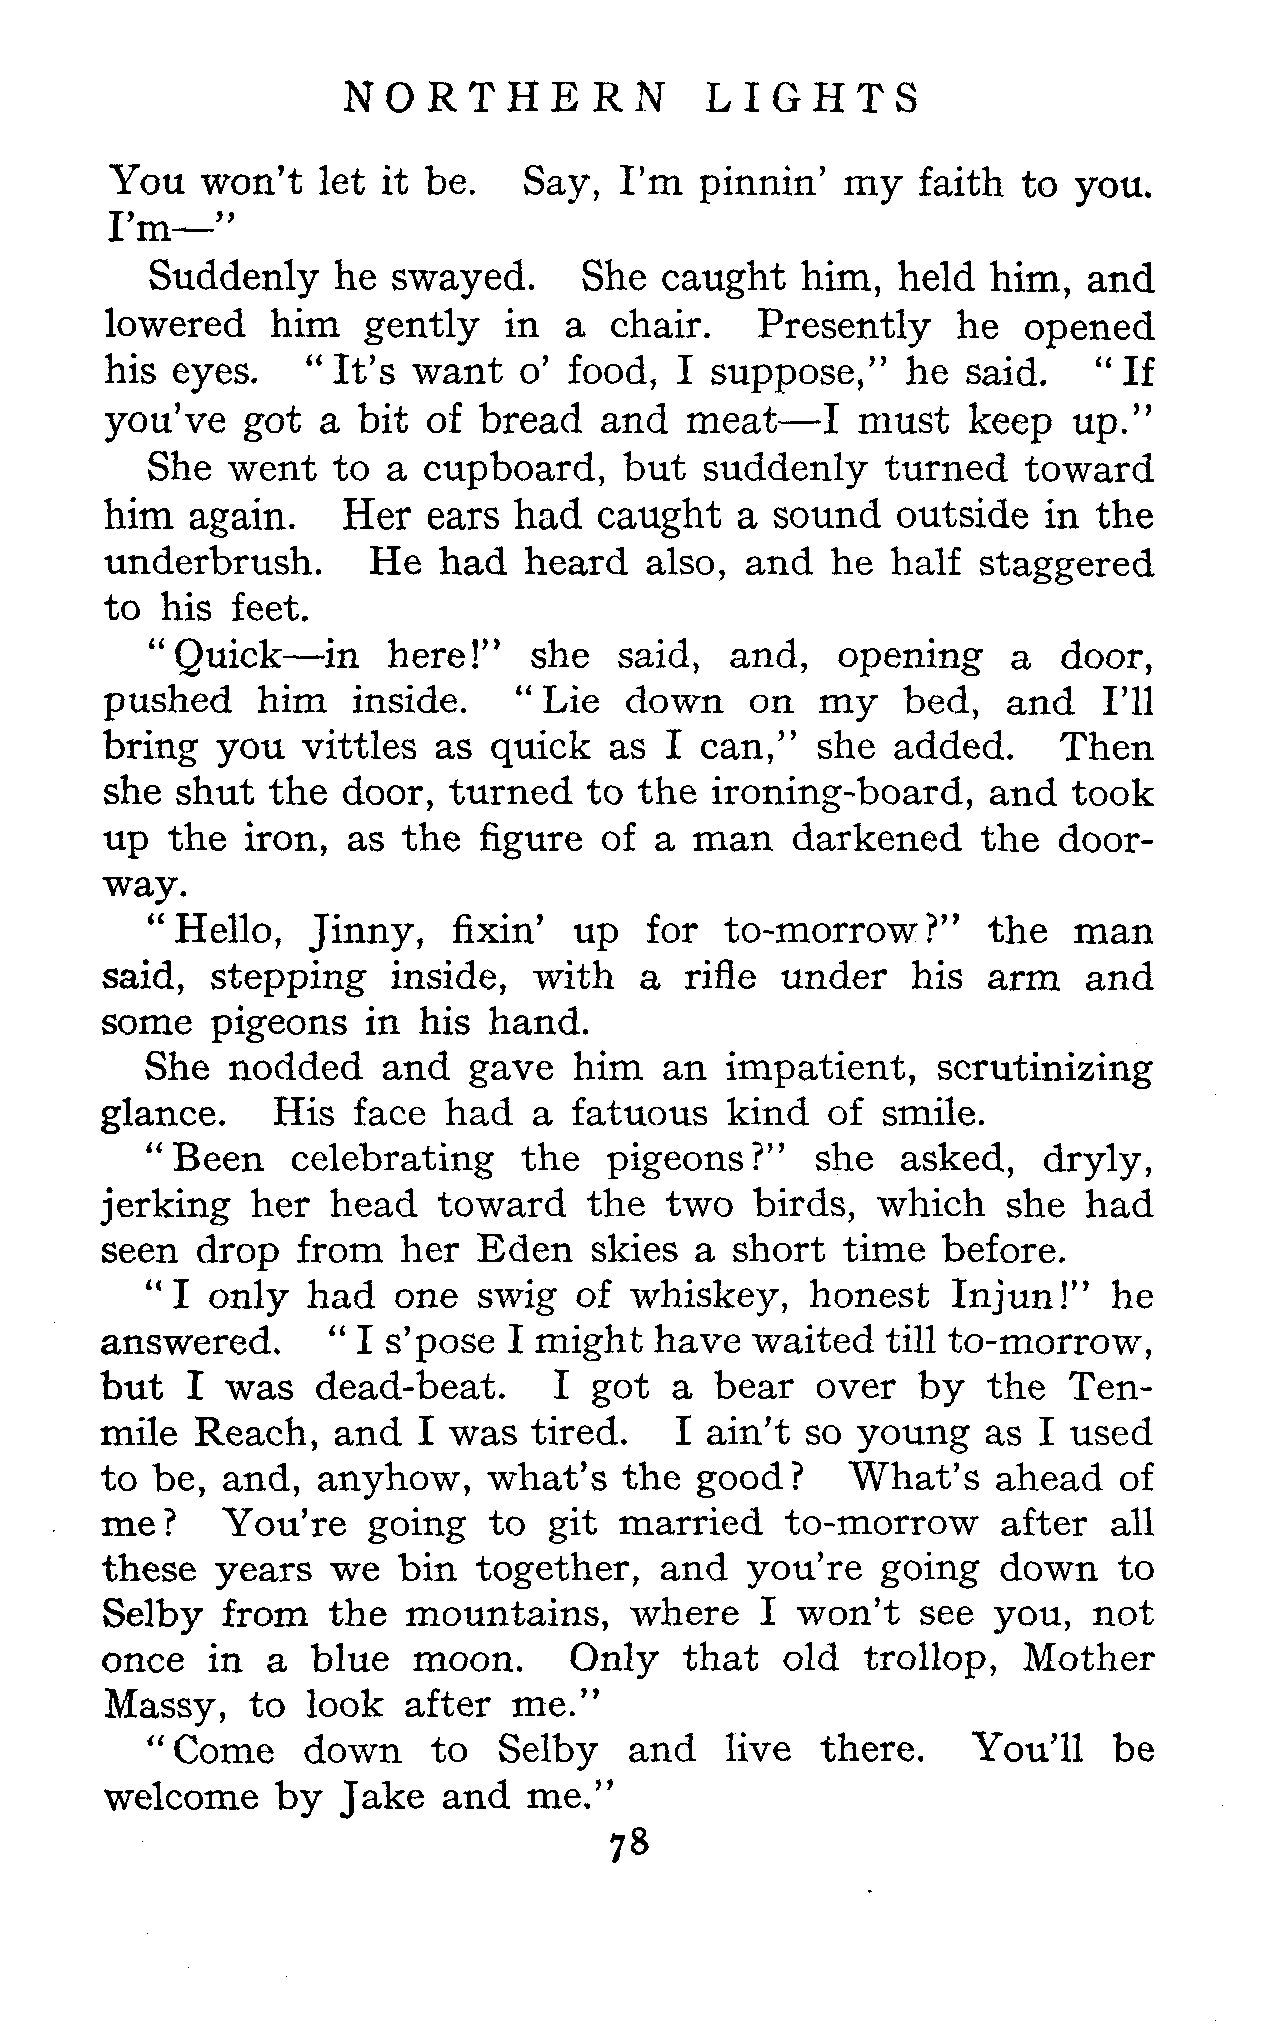 NORTHERN LIGHTS
You won't let it be. Say, I'm pinnin' my faith to you.
I'm—"
Suddenly he swayed. She caught him, held him, and
lowered him gently in a chair. Presently he opened
his eyes. "It's want o' food, I suppose," he said. "If
you've got a bit of bread and meat—I must keep up."
She went to a cupboard, but suddenly turned toward
him again. Her ears had caught a sound outside in the
underbrush. He had heard also, and he half staggered
to his feet.
"Quick—in here!" she said, and, opening a door,
pushed him inside. "Lie down on my bed, and I'll
bring you vittles as quick as I can," she added. Then
she shut the door, turned to the ironing-board, and took
up the iron, as the figure of a man darkened the door-
way.
"Hello, Jinny, fixin' up for to-morrow?" the man
said, stepping inside, with a rifle under his arm and
some pigeons in his hand.
She nodded and gave him an impatient, scrutinizing
glance. His face had a fatuous kind of smile.
"Been celebrating the pigeons?" she asked, dryly,
jerking her head toward the two birds, which she had
seen drop from her Eden skies a short time before.
"I only had one swig of whiskey, honest Injun!" he
answered. "I s'pose I might have waited till to-morrow,
but I was dead-beat. I got a bear over by the Ten-
mile Reach, and I was tired. I ain't so young as I used
to be, and, anyhow, what's the good? What's ahead of
me? You're going to git married to-morrow after all
these years we bin together, and you're going down to
Selby from the mountains, where I won't see you, not
once in a blue moon. Only that old trollop, Mother
Massy, to look after me."
"Come down to Selby and live there. You'll be
welcome by Jake and me."
78